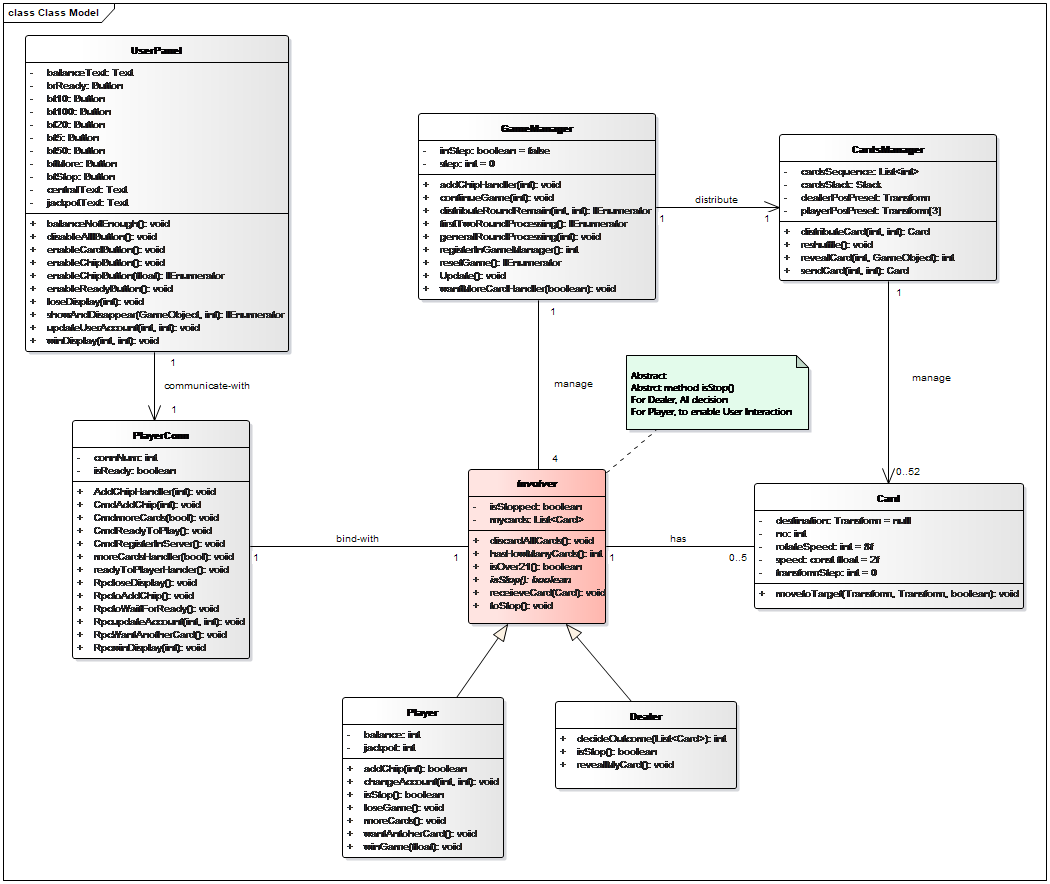 class Class Model
UserPanel
- balanceText: Text
- brReady: Button
- bt10: Button
- bt100: Button
- bt20: Button
- bt5: Button
- bt50: Button
- btMore: Button
- btStop: Button
- centralText: Text
- jackpotText: Text
+ balanceNotEnough(): void
+ disableAllButton(): void
+ enableCardButton(): void
+ enableChipButton(): void
+ enableChipButton(float): IEnumerator
+ enableReadyButton(): void
+ loseDisplay(int): void
+ showAndDisappear(GameObject, int): IEnumerator
+ updateUserAccount(int, int): void
+ winDisplay(int, int): void
1
communicate-with
1
PlayerConn
- connNum: int
- isReady: boolean
+ AddChipHandler(int): void
+ CmdAddChip(int): void
+ CmdmoreCards(bool): void
+ CmdReadyToPlay(): void
+ CmdRegisterInServer(): void
+ moreCardsHandler(bool): void
+ readyToPlayerHander(): void
+ RpcloseDisplay(): void
+ RpctoAddChip(): void
+ RpctoWaitForReady(): void
+ RpcupdateAccount(int, int): void
+ RpcWantAnotherCard(): void
+ RpcwinDisplay(int): void
1
bind-with
1
GameManager
- inStep: boolean = false
- step: int = 0
+ addChipHandler(int): void
+ continueGame(int): void
+ distributeRoundRemain(int, int): IEnumerator
+ firstTwoRoundProcessing(): IEnumerator
+ generalRoundProcessing(int): void
+ registerInGameManager(): int
+ resetGame(): IEnumerator
+ Update(): void
+ wantMoreCardHandler(boolean): void
1
distribute
1
CardsManager
- cardsSequence: List<int>
- cardsStack: Stack
- dealerPosPreset: Transform
- playerPosPreset: Transform[3]
+ distributeCard(int, int): Card
+ reshuffle(): void
+ revealCard(int, GameObject): int
+ sendCard(int, int): Card
1
manage
0..52
1
manage
4
Abstract
Abstrct method isStop()
For Dealer, AI decision
For Player, to enable User Interaction
Involver
- isStopped: boolean
- mycards: List<Card>
+ discardAllCards(): void
+ hasHowManyCards(): int
+ isOver21(): boolean
+ isStop(): boolean
+ receieveCard(Card): void
+ toStop(): void
1
has
0..5
Card
- destination: Transform = null
- no: int
- rotateSpeed: int = 8f
- speed: const float = 2f
- transformStep: int = 0
+ moveToTarget(Transform, Transform, boolean): void
Player
- balance: int
- jackpot: int
+ addChip(int): boolean
+ changeAccount(int, int): void
+ isStop(): boolean
+ loseGame(): void
+ moreCards(): void
+ wantAntoherCard(): void
+ winGame(float): void
Dealer
+ decideOutcome(List<Card>): int
+ isStop(): boolean
+ revealMyCard(): void